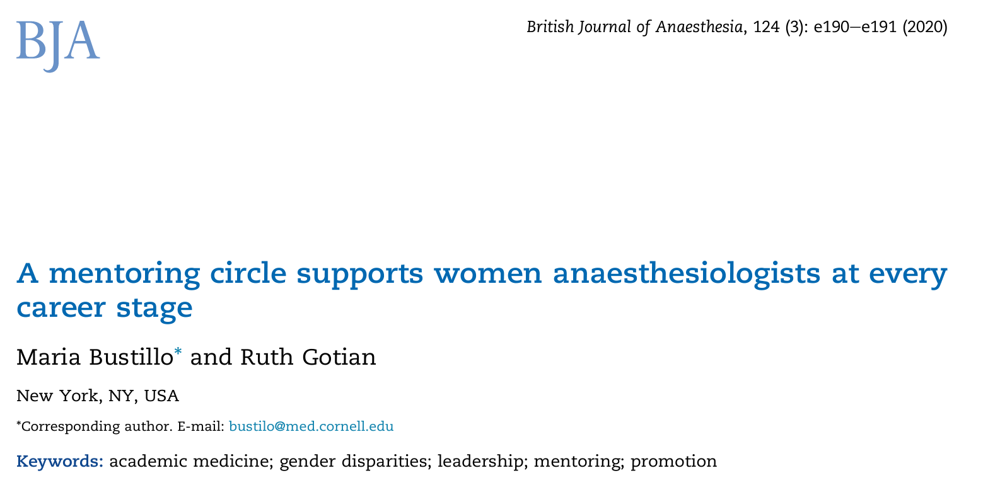 BJA
British Journal of Anaesthesia, 124 (3): e190–e191 (2020)
A mentoring circle supports women anaesthesiologists at every
career stage
Maria Bustillo* and Ruth Gotian
New York, NY, USA
*Corresponding author. E-mail: bustilo@med.cornell.edu
Keywords: academic medicine; gender disparities; leadership; mentoring; promotion